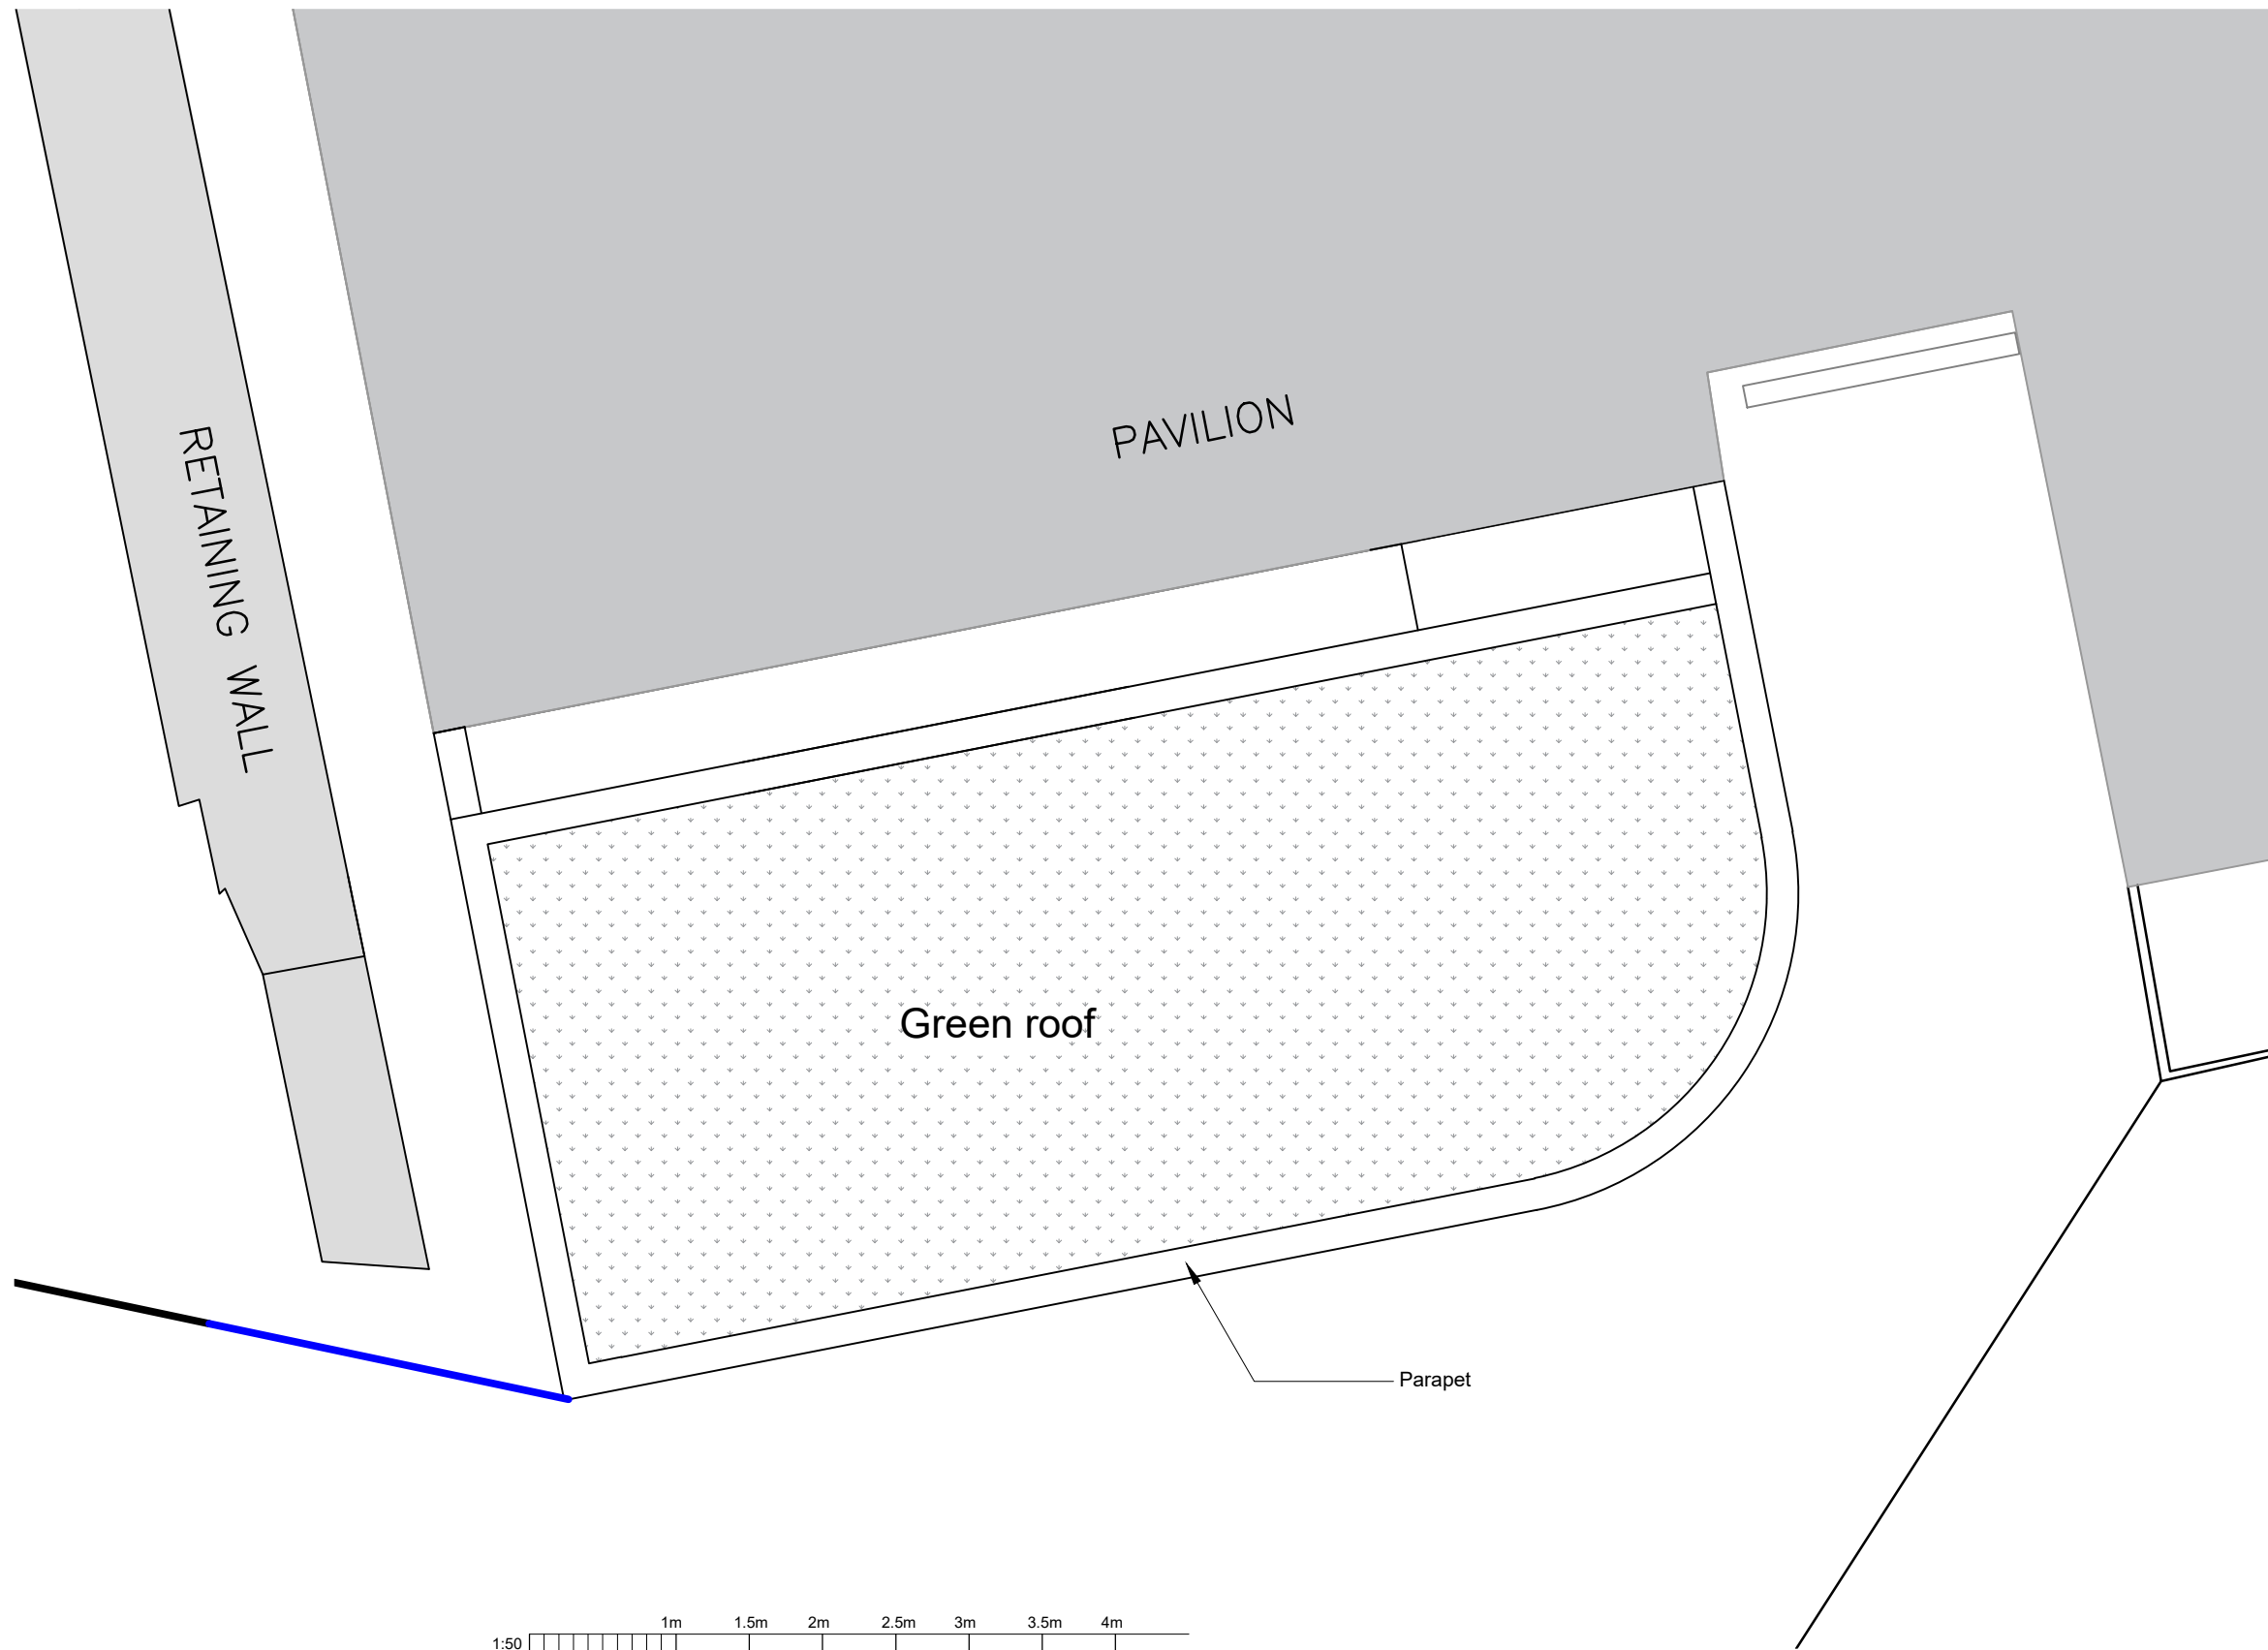 PAVILION
RETAINING WALL
Green roof
Parapet
1m 1.5m 2m 2.5m 3m 3.5m 4m
1:50